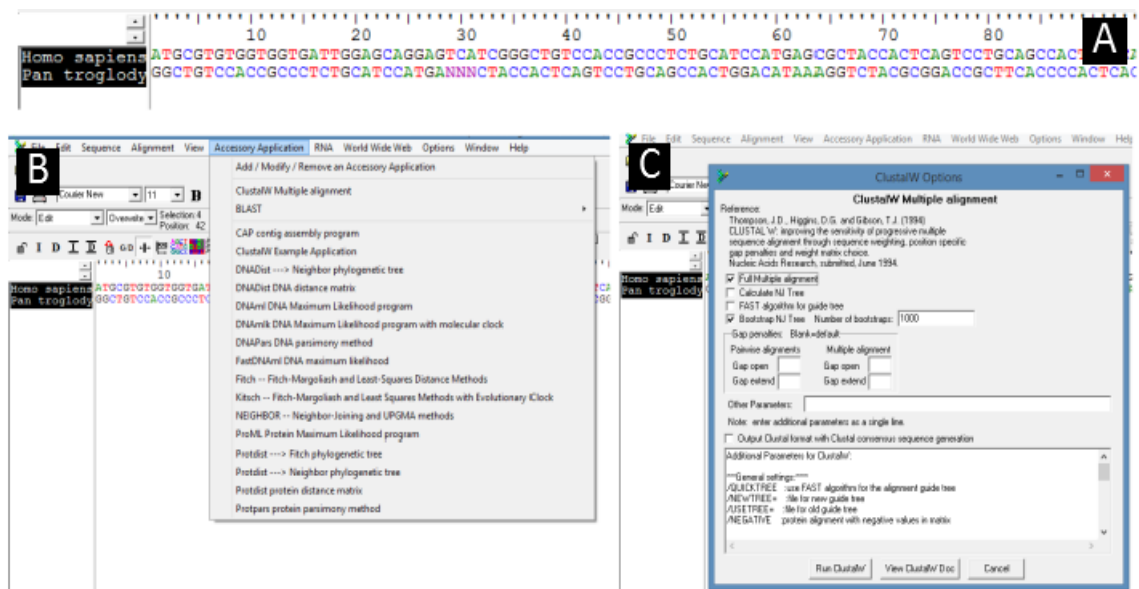 10 20 30 40 50 60 70 80
A
Homo sapiens ATGCGTGTGGTGGTGATTGGAGCAGGAGTCATCGGGCTGTCCACCGCCCTCTGCATCCATGAGCGCTACCACTCAGTCCTGCAGCCACT
Pan troglody GGCTGTCCACCGCCCTCTGCATCCATGANNNCTACCACTCAGTCCTGCAGCCACTGGACATAAAGGTCTACGCGGACCGCTTCACCCCACTCAC
B
File Edit Sequence Alignment View Accessory Application RNA World Wide Web Options Window Help
Courier New 11 B
Mode: Edit Overwrite Selection: 4
Position: 42
I D I D GD
10
Homo sapiens ATGCGTGTGGTGGTGAT
Pan troglody GGCTGTCCACCGCCCTC
Add / Modify / Remove an Accessory Application
ClustalW Multiple alignment
BLAST
CAP contig assembly program
ClustalW Example Application
DNADist ---> Neighbor phylogenetic tree
DNADist DNA distance matrix
DNAml DNA Maximum Likelihood program
DNAmlk DNA Maximum Likelihood program with molecular clock
DNAPars DNA parsimony method
FastDNAml DNA maximum likelihood
Fitch -- Fitch-Margoliash and Least-Squares Distance Methods
Kitsch -- Fitch-Margoliash and Least Squares Methods with Evolutionary lClock
NEIGHBOR -- Neighbor-Joining and UPGMA methods
ProML Protein Maximum Likelihood program
Protdist ---> Fitch phylogenetic tree
Protdist ---> Neighbor phylogenetic tree
Protdist protein distance matrix
Protpars protein parsimony method
C
File Edit Sequence Alignment View Accessory Application RNA World Wide Web Options Window Help
Courier New
Mode: Edit
I D I
Homo sapiens
Pan troglody
ClustalW Options
ClustalW Multiple alignment
Reference:
Thompson, J.D., Higgins, D.G. and Gibson, T.J. (1994)
CLUSTAL W: improving the sensitivity of progressive multiple
sequence alignment through sequence weighting, position specific
gap penalties and weight matrix choice.
Nucleic Acids Research, submitted, June 1994.
Full Multiple alignment
Calculate NJ Tree
FAST algorithm for guide tree
Bootstrap NJ Tree Number of bootstraps: 1000
Gap penalties: Blank=default
Pairwise alignments Multiple alignment
Gap open Gap open
Gap extend Gap extend
Other Parameters:
Note: enter additional parameters as a single line.
Output Clustal format with Clustal consensus sequence generation
Additional Parameters for ClustalW:
***General settings:****
/QUICKTREE :use FAST algorithm for the alignment guide tree
/NEWTREE= :file for new guide tree
/USETREE= :file for old guide tree
/NEGATIVE :protein alignment with negative values in matrix
Run ClustalW View ClustalW Doc Cancel